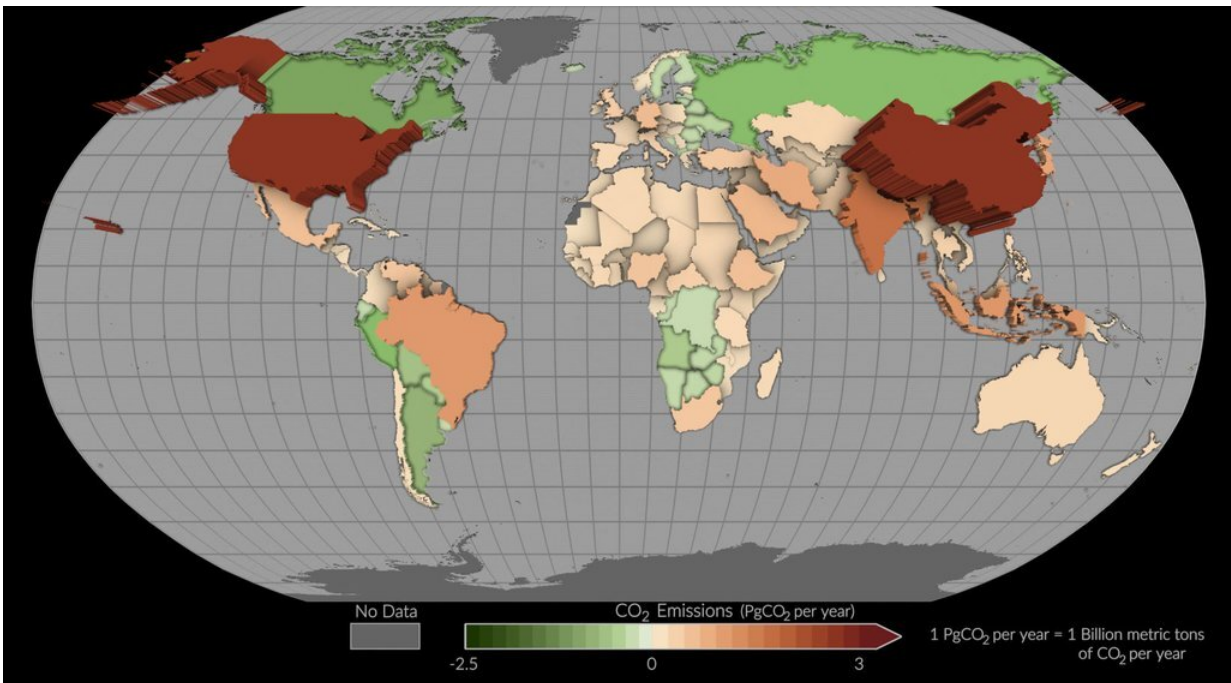 No Data
CO₂ Emissions (PgCO₂ per year)
-2.5
0
3
1 PgCO₂ per year = 1 Billion metric tons
of CO₂ per year